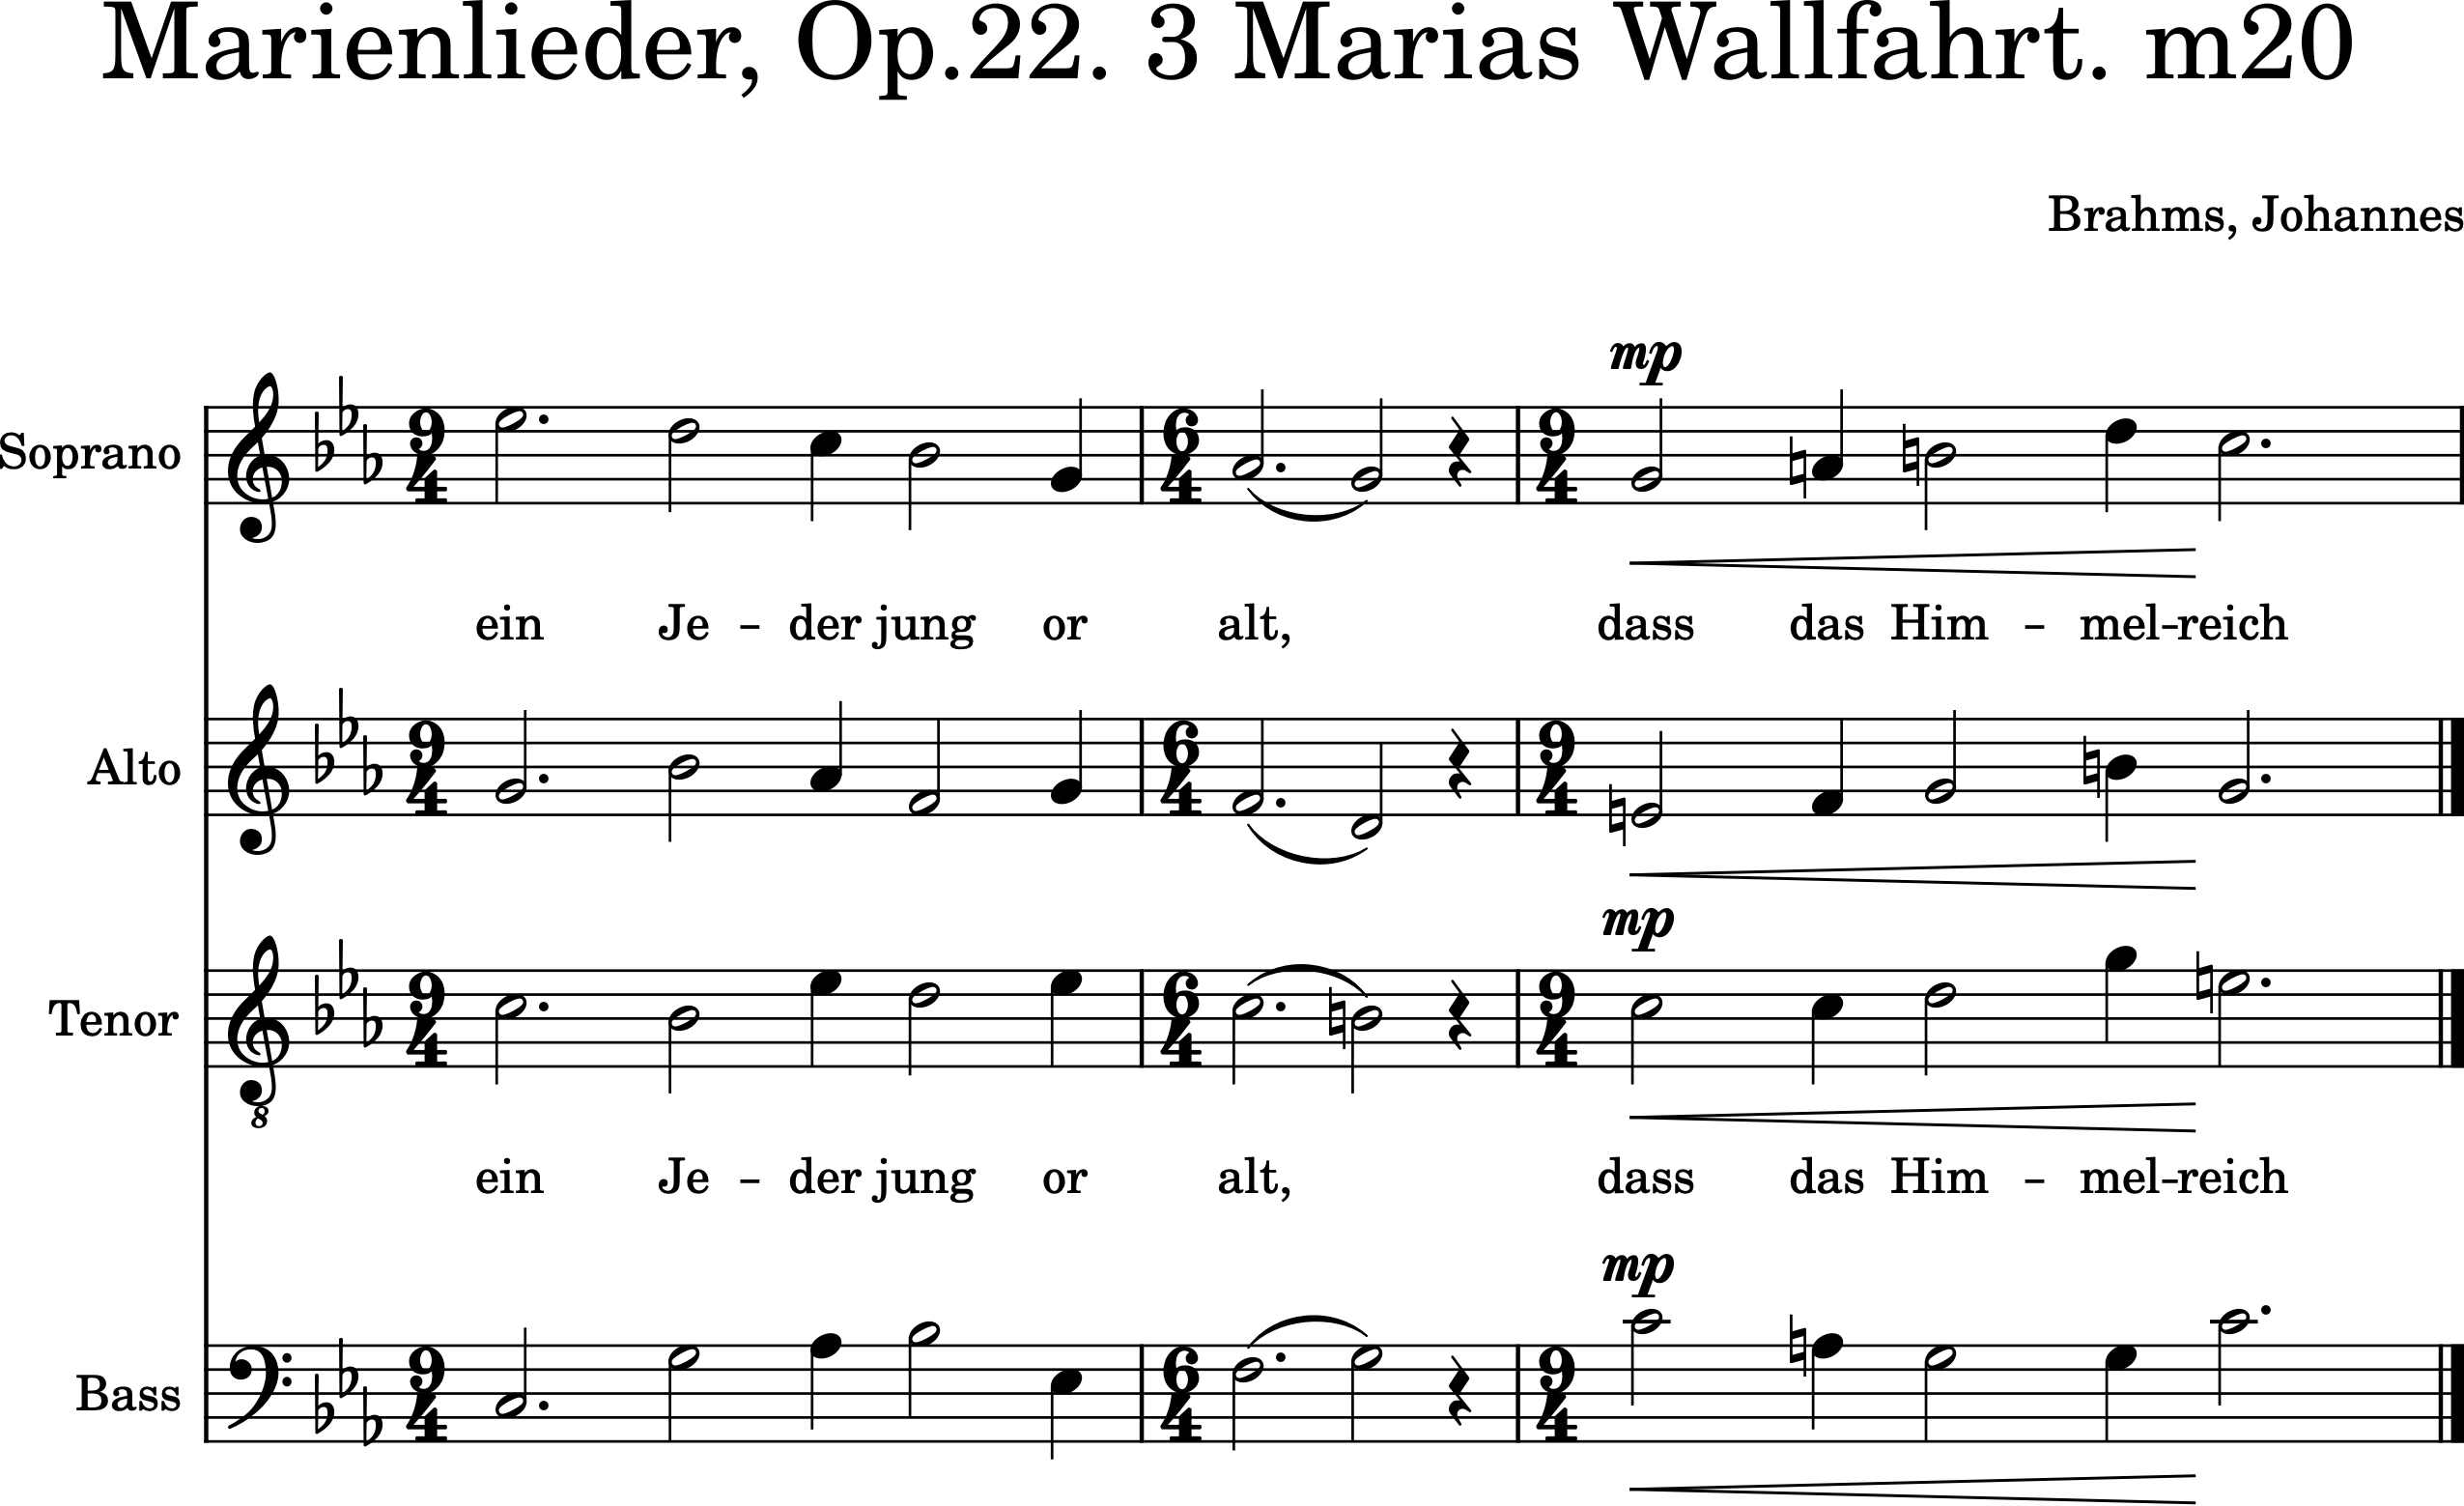 Marienlieder, Op.22. 3 Marias Wallfahrt. m20
Brahms, Johannes
mp
Soprano
ein Je – der jung or alt, dass das Him – mel-reich
Alto
mp
Tenor
8
ein Je – der jung or alt, dass das Him – mel-reich
mp
Bass